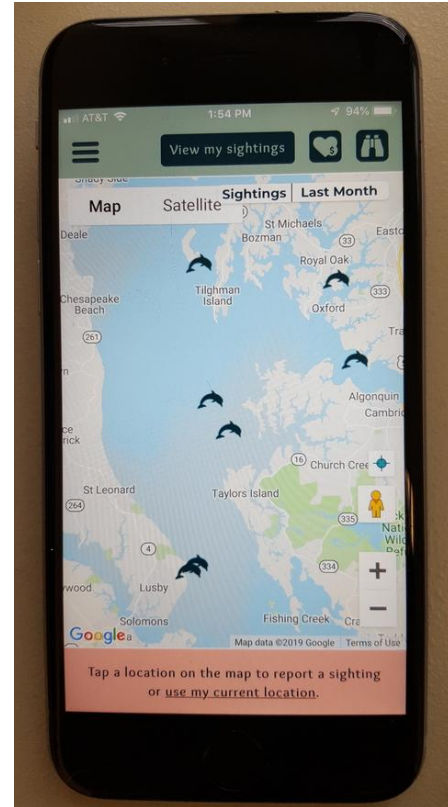 AT&T
1:54 PM
94%
View my sightings
$
Shady Side
Map
Satellite
Sightings
Last Month
Deale
St Michaels
Bozman
33
Royal Oak
Tilghman
Island
333
Chesapeake
Beach
Oxford
261
Algonquin
16
Church Cree
St Leonard
Taylors Island
264
335
4
334
Lusby
Solomons
Fishing Creek
Google
Map data ©2019 Google
Terms of Use
Tap a location on the map to report a sighting
or use my current location.